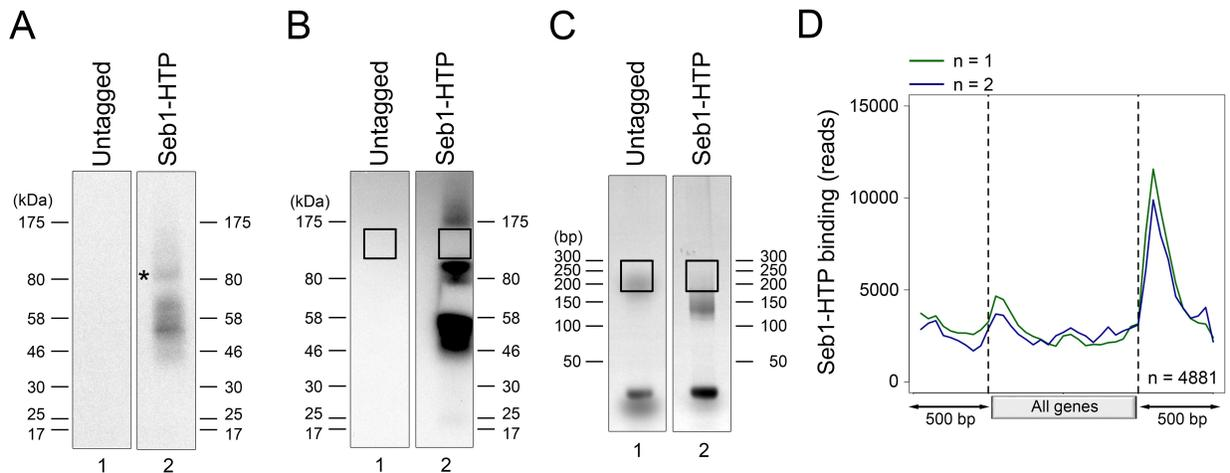 A
Untagged
Seb1-HTP
(kDa)
175
80
58
46
30
25
17
*
175
80
58
46
30
25
17
1
2
B
Untagged
Seb1-HTP
(kDa)
175
80
58
46
30
25
17
175
80
58
46
30
25
17
1
2
C
Untagged
Seb1-HTP
(bp)
300
250
200
150
100
50
300
250
200
150
100
50
1
2
D
n = 1
n = 2
Seb1-HTP binding (reads)
15000
10000
5000
0
n = 4881
500 bp
All genes
500 bp